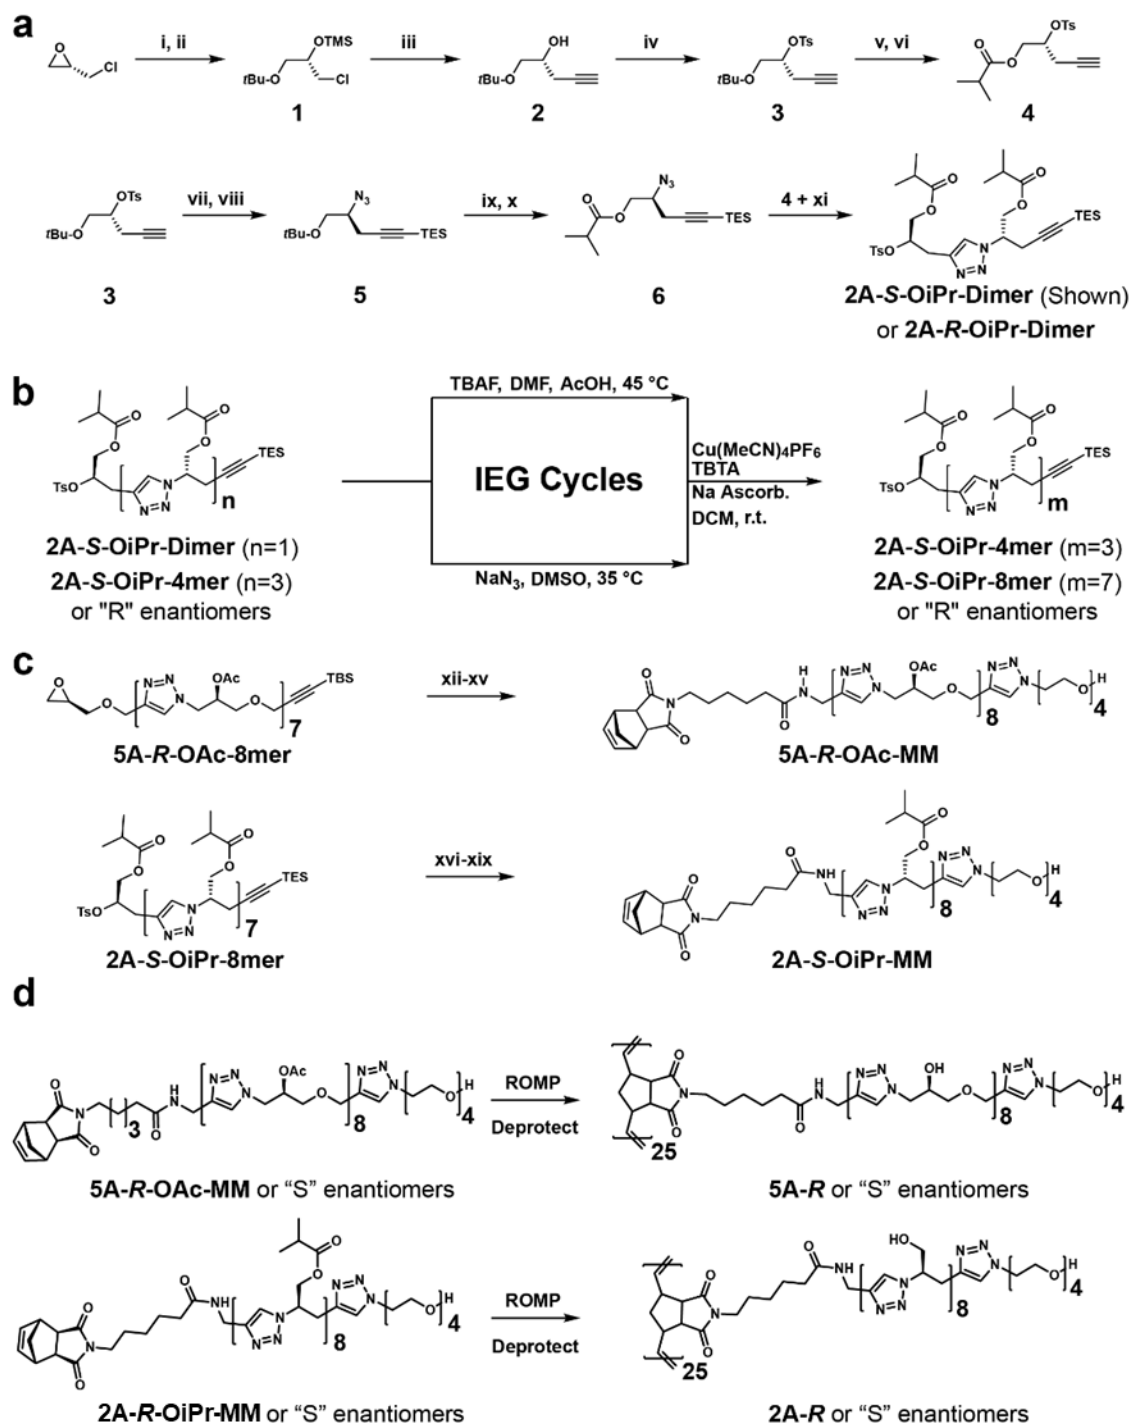 a
O
Cl
i, ii
OTMS
tBu-O
Cl
1
iii
OH
tBu-O
2
iv
OTs
tBu-O
3
v, vi
OTs
O
O
4
OTs
tBu-O
3
vii, viii
N3
tBu-O
TES
5
ix, x
N3
O
O
TES
6
4 + xi
O
O
O
O
TES
TsO
N
N=N
2A-S-OiPr-Dimer (Shown)
or 2A-R-OiPr-Dimer
b
O
O
O
O
TES
TsO
N
N=N
n
2A-S-OiPr-Dimer (n=1)
2A-S-OiPr-4mer (n=3)
or "R" enantiomers
TBAF, DMF, AcOH, 45 °C
IEG Cycles
NaN3, DMSO, 35 °C
Cu(MeCN)4PF6
TBTA
Na Ascorb.
DCM, r.t.
O
O
O
O
TES
TsO
N
N=N
m
2A-S-OiPr-4mer (m=3)
2A-S-OiPr-8mer (m=7)
or "R" enantiomers
c
O
O
N=N
N
OAc
O
TBS
7
5A-R-OAc-8mer
xii-xv
O
N
O
O
H
N
N=N
N
OAc
O
8
N=N
N
O
H
4
5A-R-OAc-MM
O
O
O
O
TES
TsO
N
N=N
7
2A-S-OiPr-8mer
xvi-xix
O
N
O
O
NH
N
N=N
O
O
8
N=N
N
O
H
4
2A-S-OiPr-MM
d
O
N
O
3
O
H
N
N=N
N
OAc
O
8
N=N
N
O
H
4
5A-R-OAc-MM or “S” enantiomers
ROMP
Deprotect
25
O
N
O
O
H
N
N=N
N
OH
O
8
N=N
N
O
H
4
5A-R or “S” enantiomers
O
N
O
O
NH
N
N=N
O
O
8
N=N
N
O
H
4
2A-R-OiPr-MM or “S” enantiomers
ROMP
Deprotect
25
O
N
O
O
NH
N
N=N
HO
8
N=N
N
O
H
4
2A-R or “S” enantiomers